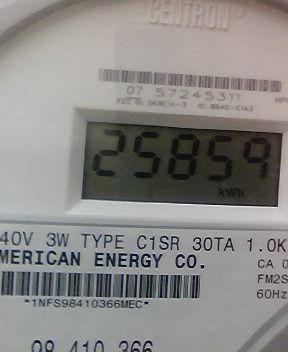 CENTRON®
07 57245311
25859
kWh
40V 3W TYPE C1SR 30TA 1.0K
MERICAN ENERGY CO.
CA 0
FM2S
60Hz
*1NFS98410366MEC*
98 410 366